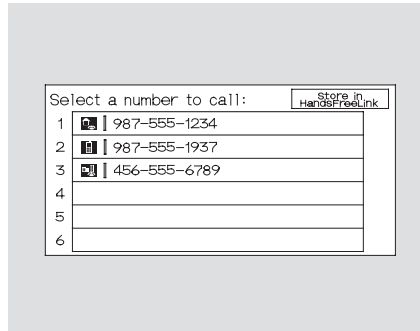 Select a number to call:
Store in
HandsFreeLink
1 987-555-1234
2 987-555-1937
3 456-555-6789
4
5
6